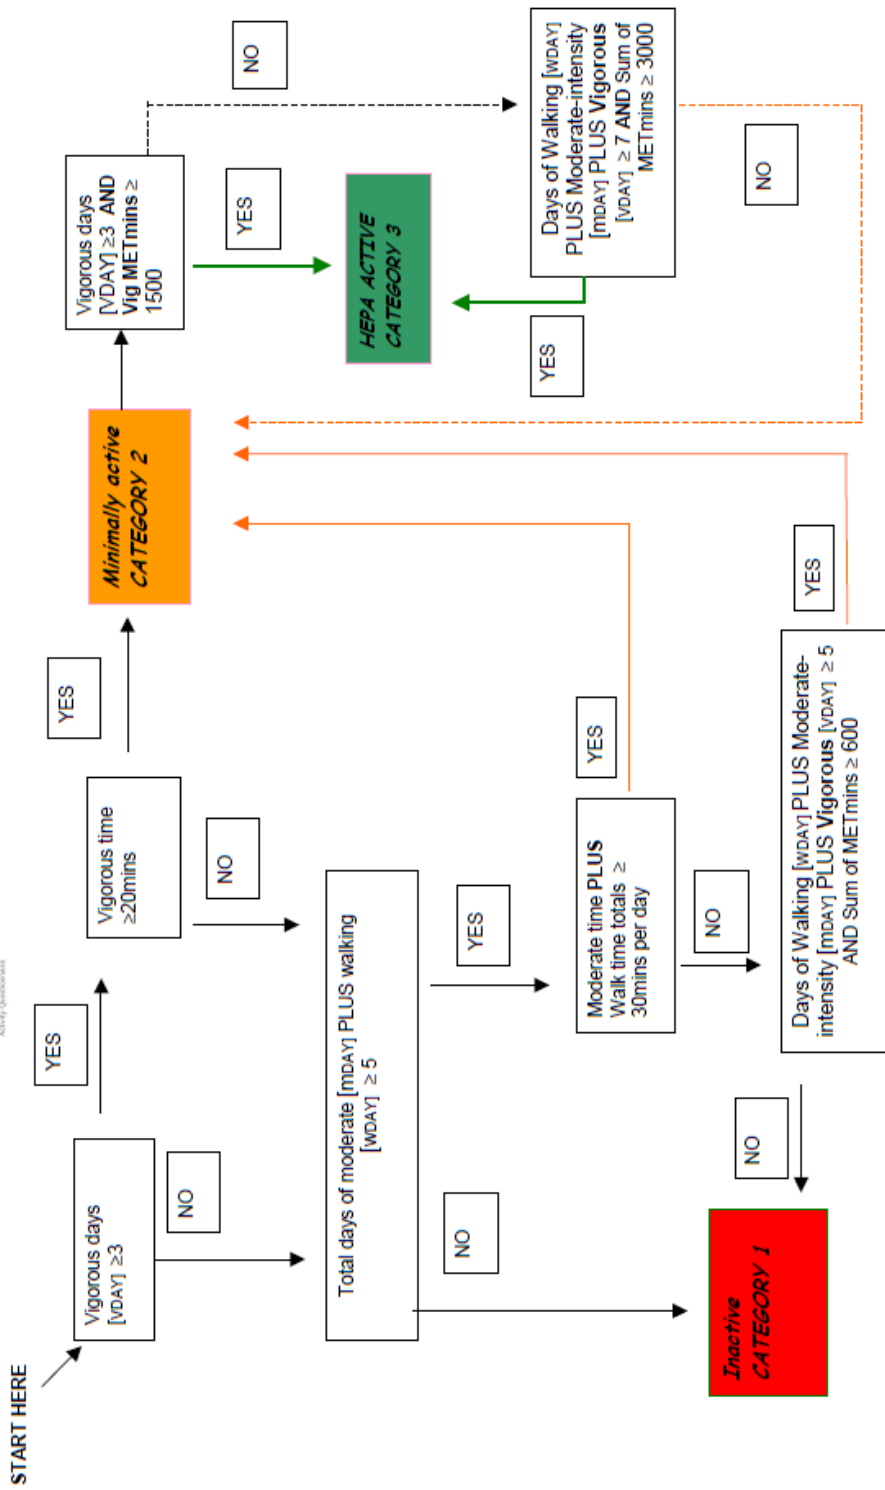 Activity Questionnaire
START HERE
Vigorous days
[VDAY] ≥3
YES
Vigorous time
≥20mins
YES
Minimally active
CATEGORY 2
Vigorous days
[VDAY] ≥3 AND
Vig METmins ≥
1500
NO
NO
NO
YES
HEPA ACTIVE
CATEGORY 3
Total days of moderate [mDAY] PLUS walking
[WDAY] ≥ 5
YES
Days of Walking [WDAY]
PLUS Moderate-intensity
[mDAY] PLUS Vigorous
[VDAY] ≥ 7 AND Sum of
METmins ≥ 3000
NO
YES
Moderate time PLUS
Walk time totals ≥
30mins per day
YES
NO
NO
Inactive
CATEGORY 1
NO
Days of Walking [WDAY] PLUS Moderate-
intensity [mDAY] PLUS Vigorous [VDAY] ≥ 5
AND Sum of METmins ≥ 600
YES